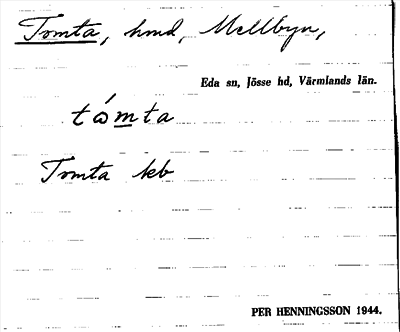 Tomta, hmd, Mellbyn,
Eda sn, Jösse hd, Värmlands län.
tómta
Tomta kb
PER HENNINGSSON 1944.